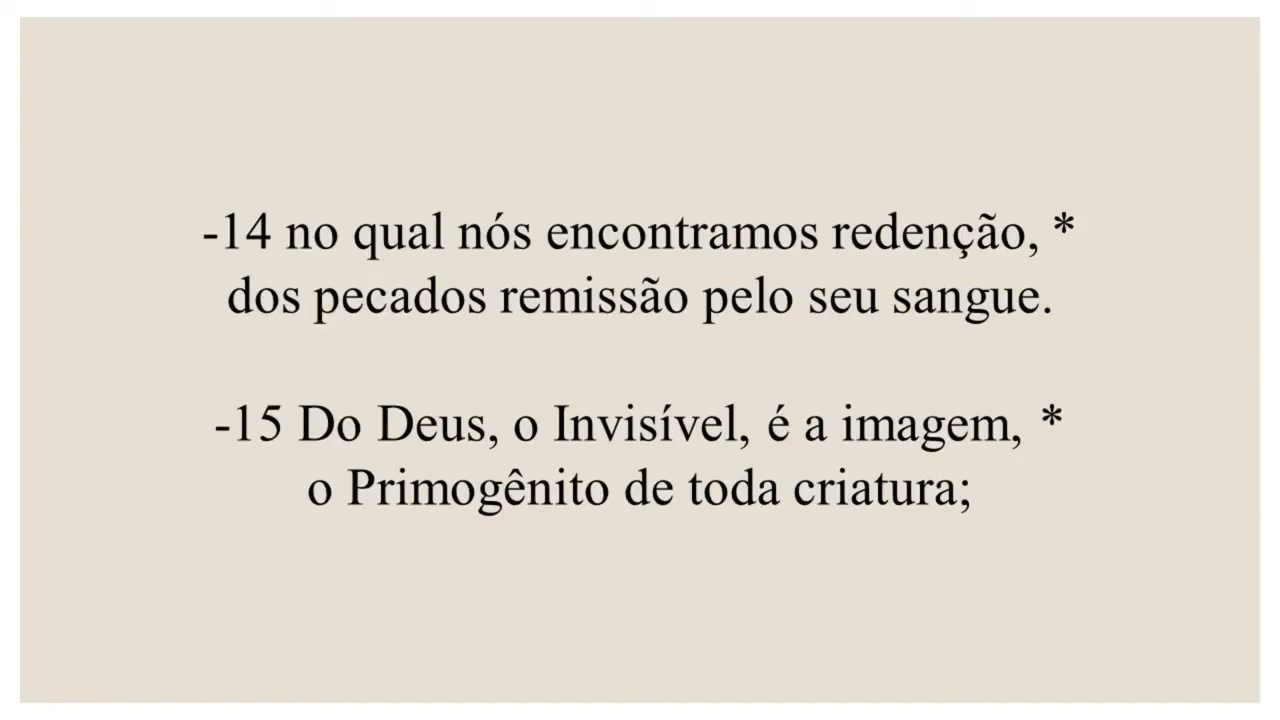 -14 no qual nós encontramos redenção, *
dos pecados remissão pelo seu sangue.
-15 Do Deus, o Invisível, é a imagem, *
o Primogênito de toda criatura;